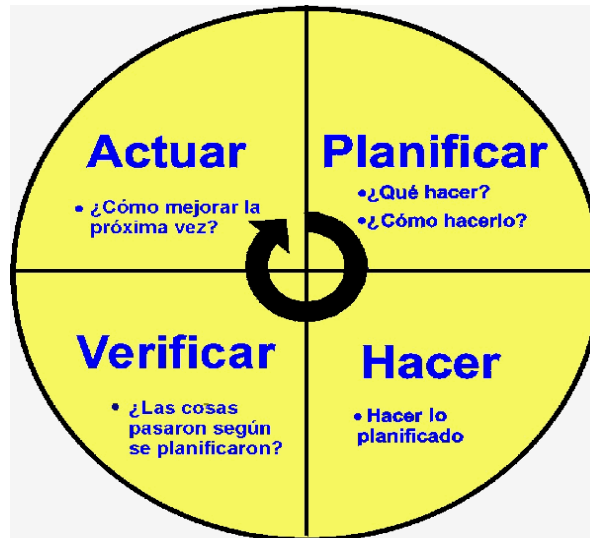 Actuar
• ¿Cómo mejorar la
próxima vez?
Planificar
•¿Qué hacer?
•¿Cómo hacerlo?
Verificar
• ¿Las cosas
pasaron según
se planificaron?
Hacer
• Hacer lo
planificado